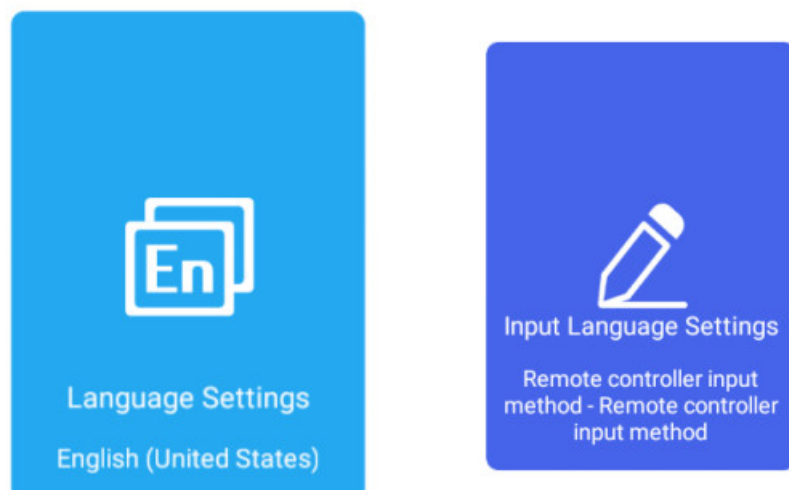 En
Language Settings
English (United States)
Input Language Settings
Remote controller input
method - Remote controller
input method